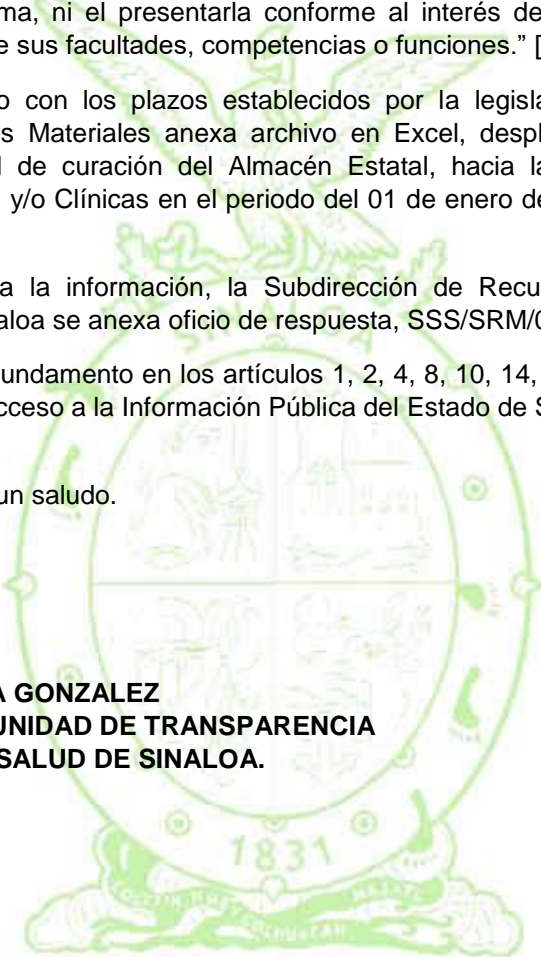 ma, ni el presentarla conforme al interés de
e sus facultades, competencias o funciones.” [
o con los plazos establecidos por la legisla
s Materiales anexa archivo en Excel, despl
l de curación del Almacén Estatal, hacia la
y/o Clínicas en el periodo del 01 de enero de
a la información, la Subdirección de Recu
aloa se anexa oficio de respuesta, SSS/SRM/0
undamento en los artículos 1, 2, 4, 8, 10, 14,
cceso a la Información Pública del Estado de S
un saludo.
A GONZALEZ
UNIDAD DE TRANSPARENCIA
SALUD DE SINALOA.
1831